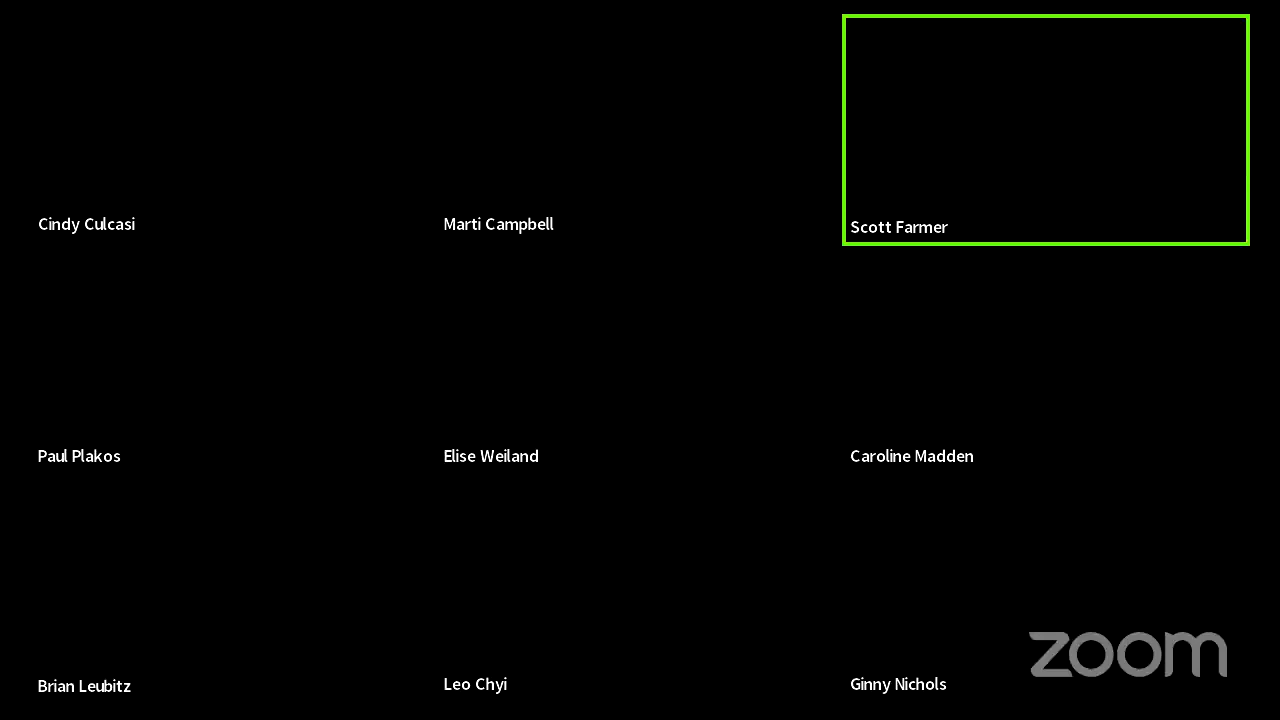 Cindy Culcasi
Marti Campbell
Scott Farmer
Paul Plakos
Elise Weiland
Caroline Madden
Brian Leubitz
Leo Chyi
Ginny Nichols
zoom